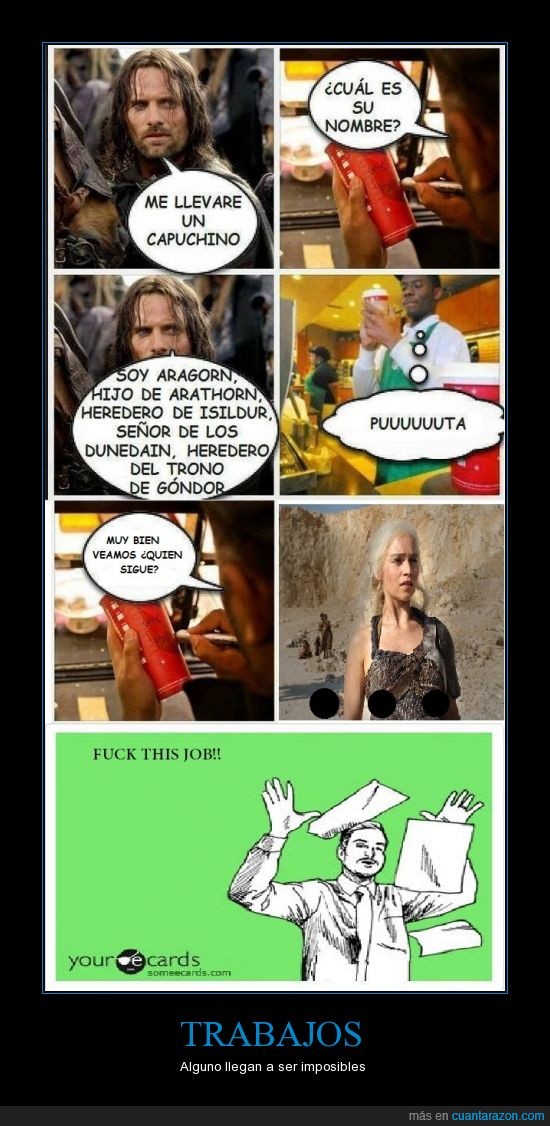 ME LLEVARE
UN
CAPUCHINO
¿CUÁL ES
SU
NOMBRE?
SOY ARAGORN,
HIJO DE ARATHORN,
HEREDERO DE ISILDUR,
SEÑOR DE LOS
DUNEDAIN, HEREDERO
DEL TRONO
DE GÓNDOR
PUUUUUUTA
MUY BIEN
VEAMOS ¿QUIEN
SIGUE?
FUCK THIS JOB!!
your e cards
someecards.com
TRABAJOS
Alguno llegan a ser imposibles
más en cuantarazon.com